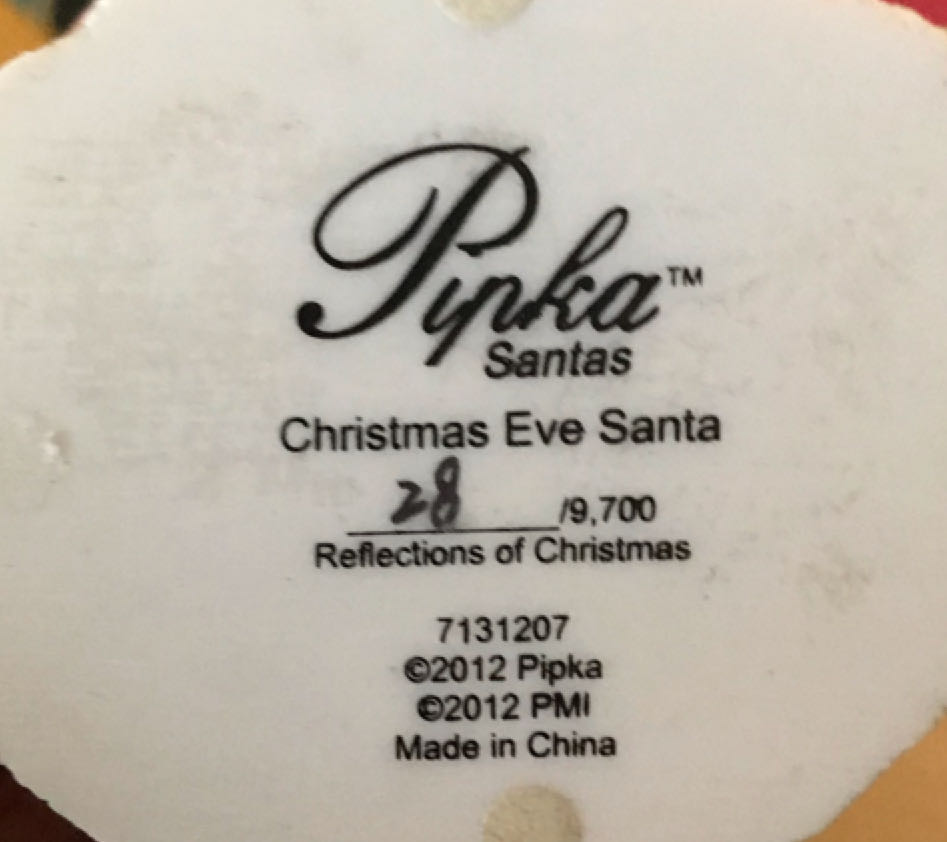 Pipka™
Santas
Christmas Eve Santa
28 /9,700
Reflections of Christmas
7131207
©2012 Pipka
©2012 PMI
Made in China